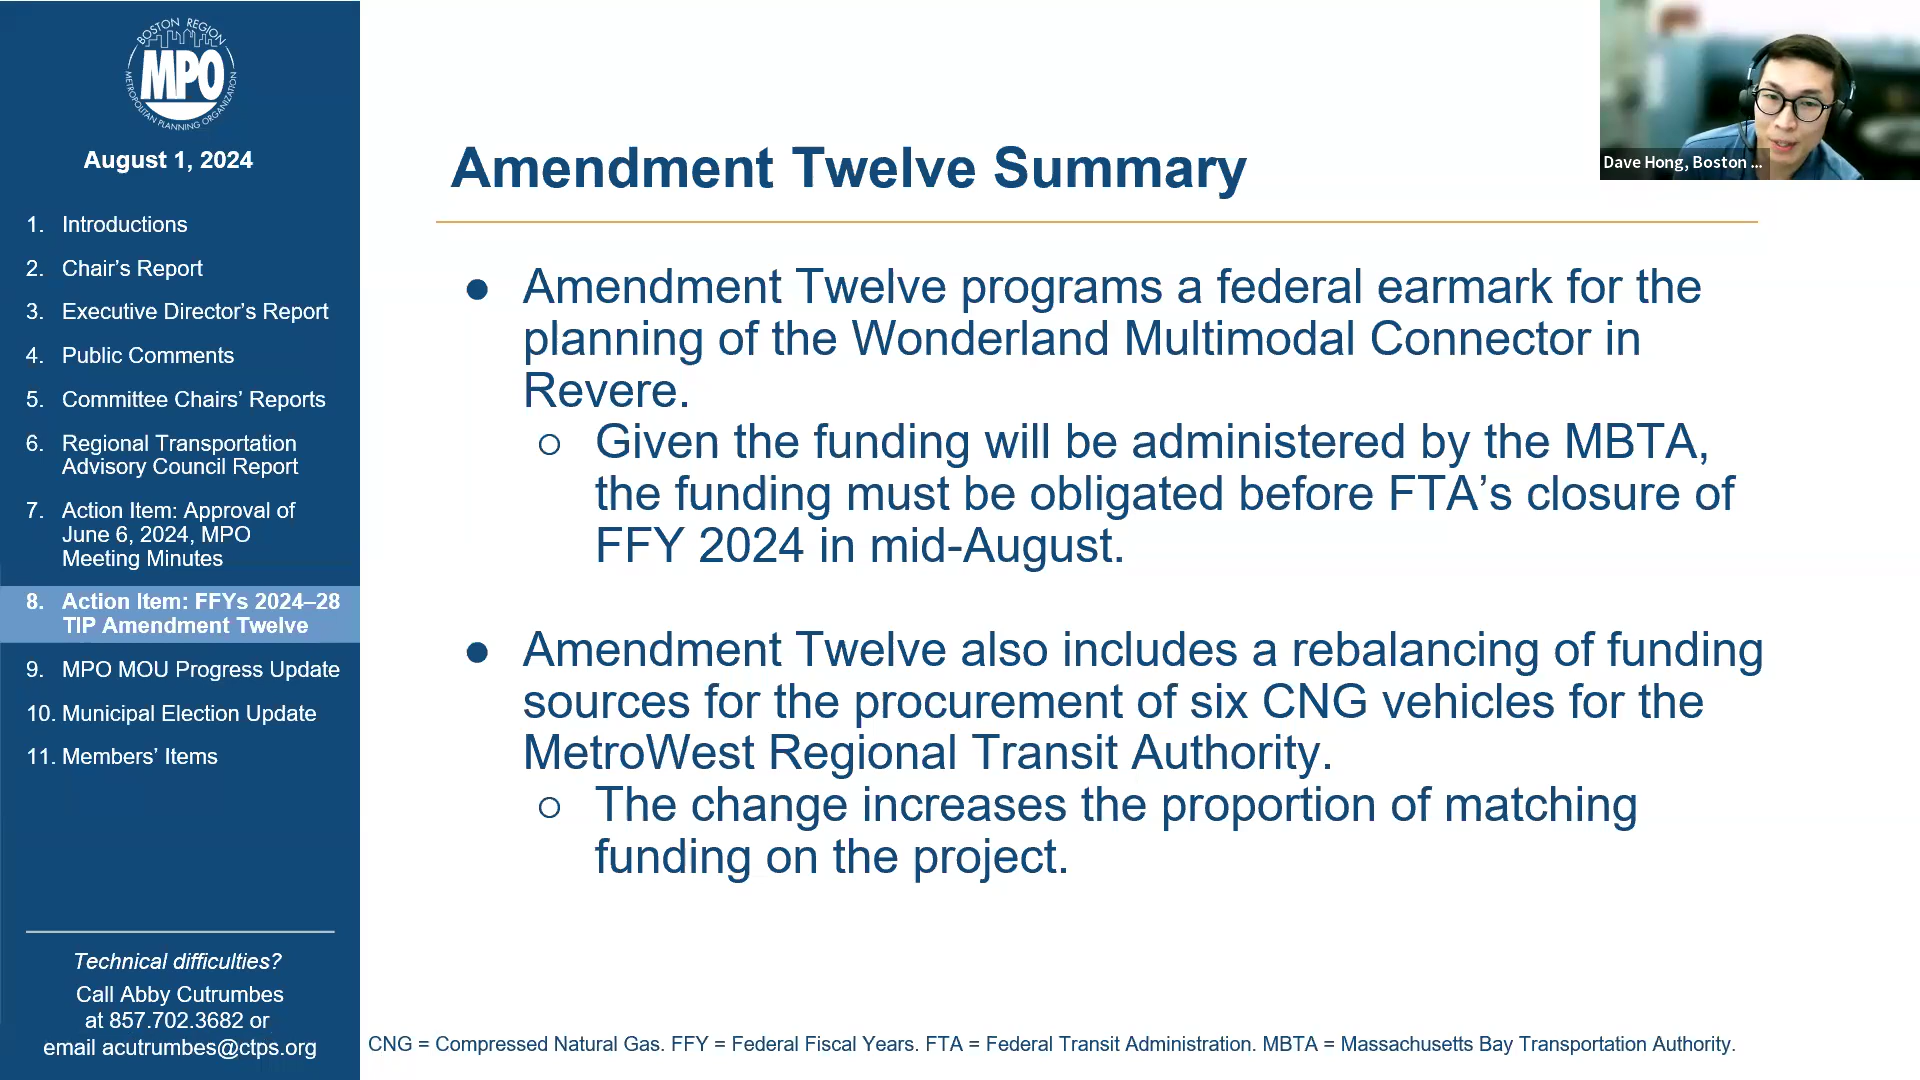 BOSTON REGION
MPO
METROPOLITAN PLANNING ORGANIZATION
August 1, 2024
1. Introductions
2. Chair’s Report
3. Executive Director’s Report
4. Public Comments
5. Committee Chairs’ Reports
6. Regional Transportation
Advisory Council Report
7. Action Item: Approval of
June 6, 2024, MPO
Meeting Minutes
8. Action Item: FFYs 2024–28
TIP Amendment Twelve
9. MPO MOU Progress Update
10. Municipal Election Update
11. Members’ Items
Technical difficulties?
Call Abby Cutrumbes
at 857.702.3682 or
email acutrumbes@ctps.org
Amendment Twelve Summary
● Amendment Twelve programs a federal earmark for the
planning of the Wonderland Multimodal Connector in
Revere.
○ Given the funding will be administered by the MBTA,
the funding must be obligated before FTA’s closure of
FFY 2024 in mid-August.
● Amendment Twelve also includes a rebalancing of funding
sources for the procurement of six CNG vehicles for the
MetroWest Regional Transit Authority.
○ The change increases the proportion of matching
funding on the project.
CNG = Compressed Natural Gas. FFY = Federal Fiscal Years. FTA = Federal Transit Administration. MBTA = Massachusetts Bay Transportation Authority.
Dave Hong, Boston ...